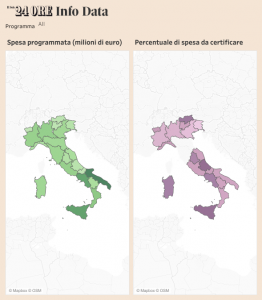 Il Sole 24 ORE Info Data
Programma All
Spesa programmata (milioni di euro) Percentuale di spesa da certificare
© Mapbox © OSM © Mapbox © OSM